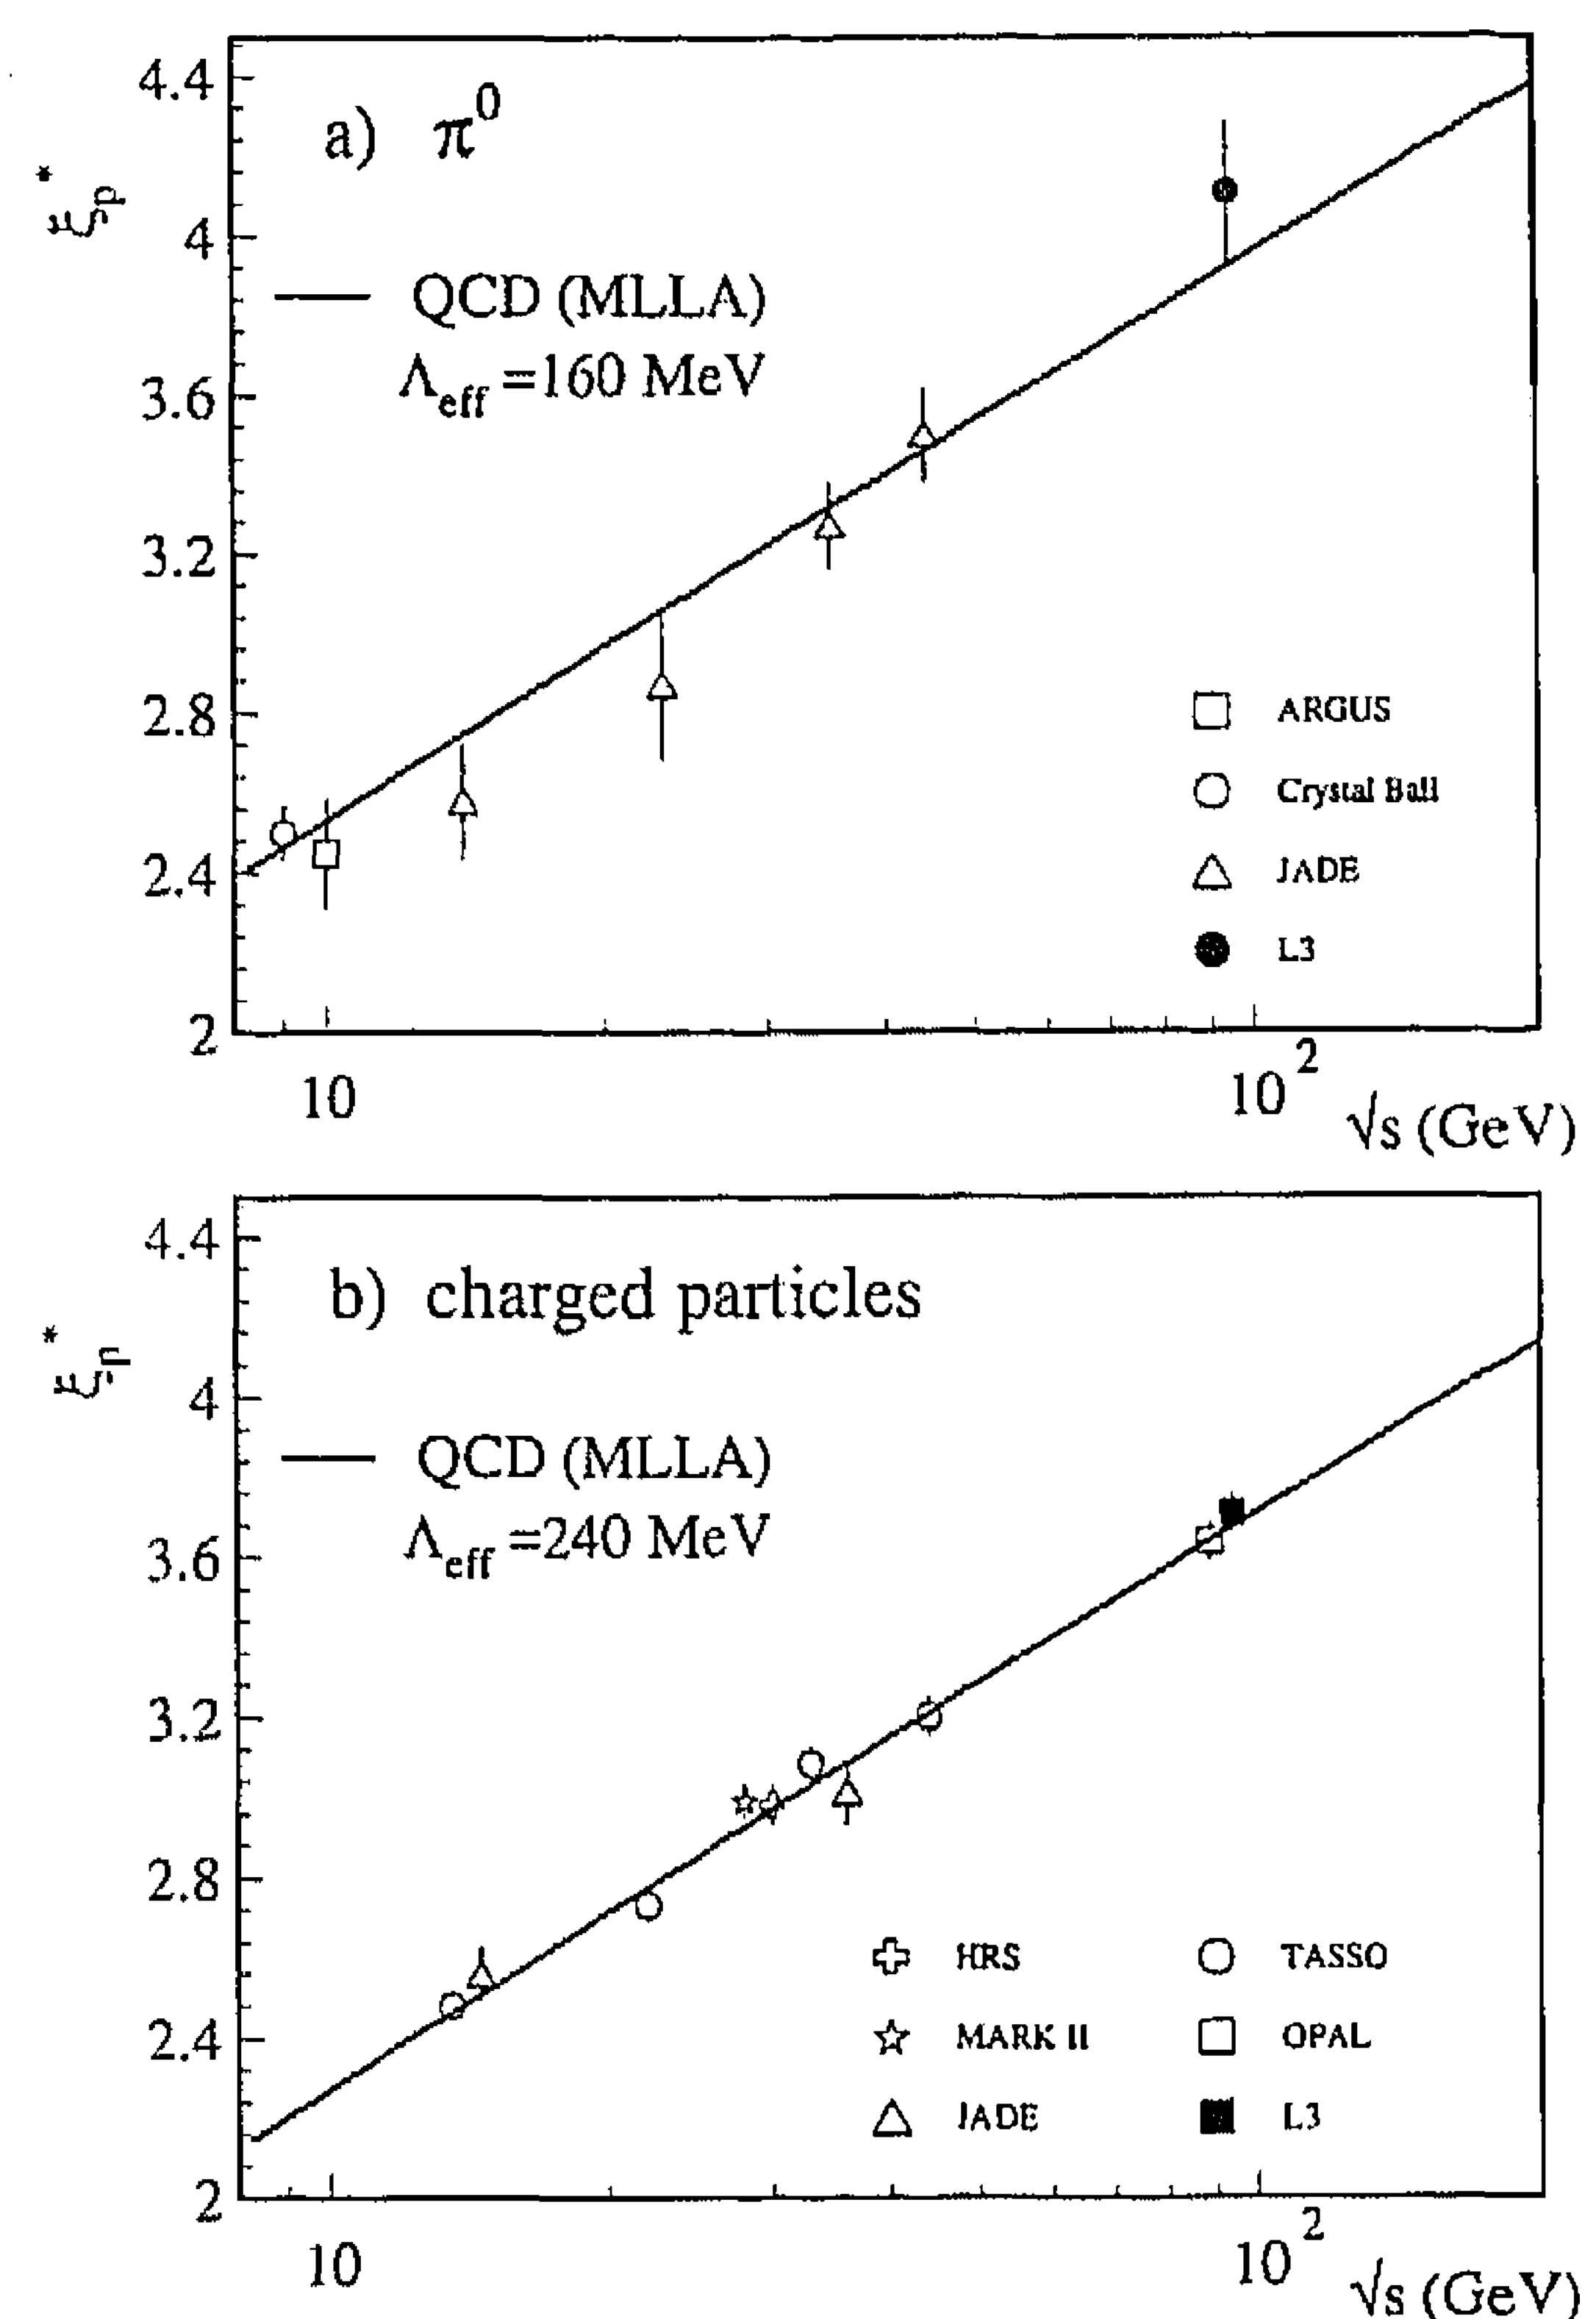 4.4
a) π⁰
ξp*
4
QCD (MLLA)
Λeff =160 MeV
3.6
3.2
2.8
ARGUS
Crystal Ball
2.4
JADE
L3
2
10
10²
√s (GeV)
4.4
b) charged particles
ξp*
4
QCD (MLLA)
Λeff =240 MeV
3.6
3.2
2.8
HRS TASSO
2.4
MARK II OPAL
JADE L3
2
10
10²
√s (GeV)